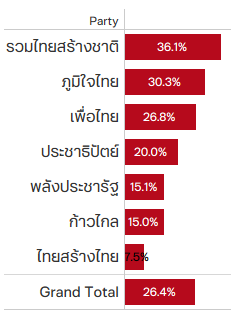 Party
รวมไทยสร้างชาติ 36.1%
ภูมิใจไทย 30.3%
เพื่อไทย 26.8%
ประชาธิปัตย์ 20.0%
พลังประชารัฐ 15.1%
ก้าวไกล 15.0%
ไทยสร้างไทย 7.5%
Grand Total 26.4%